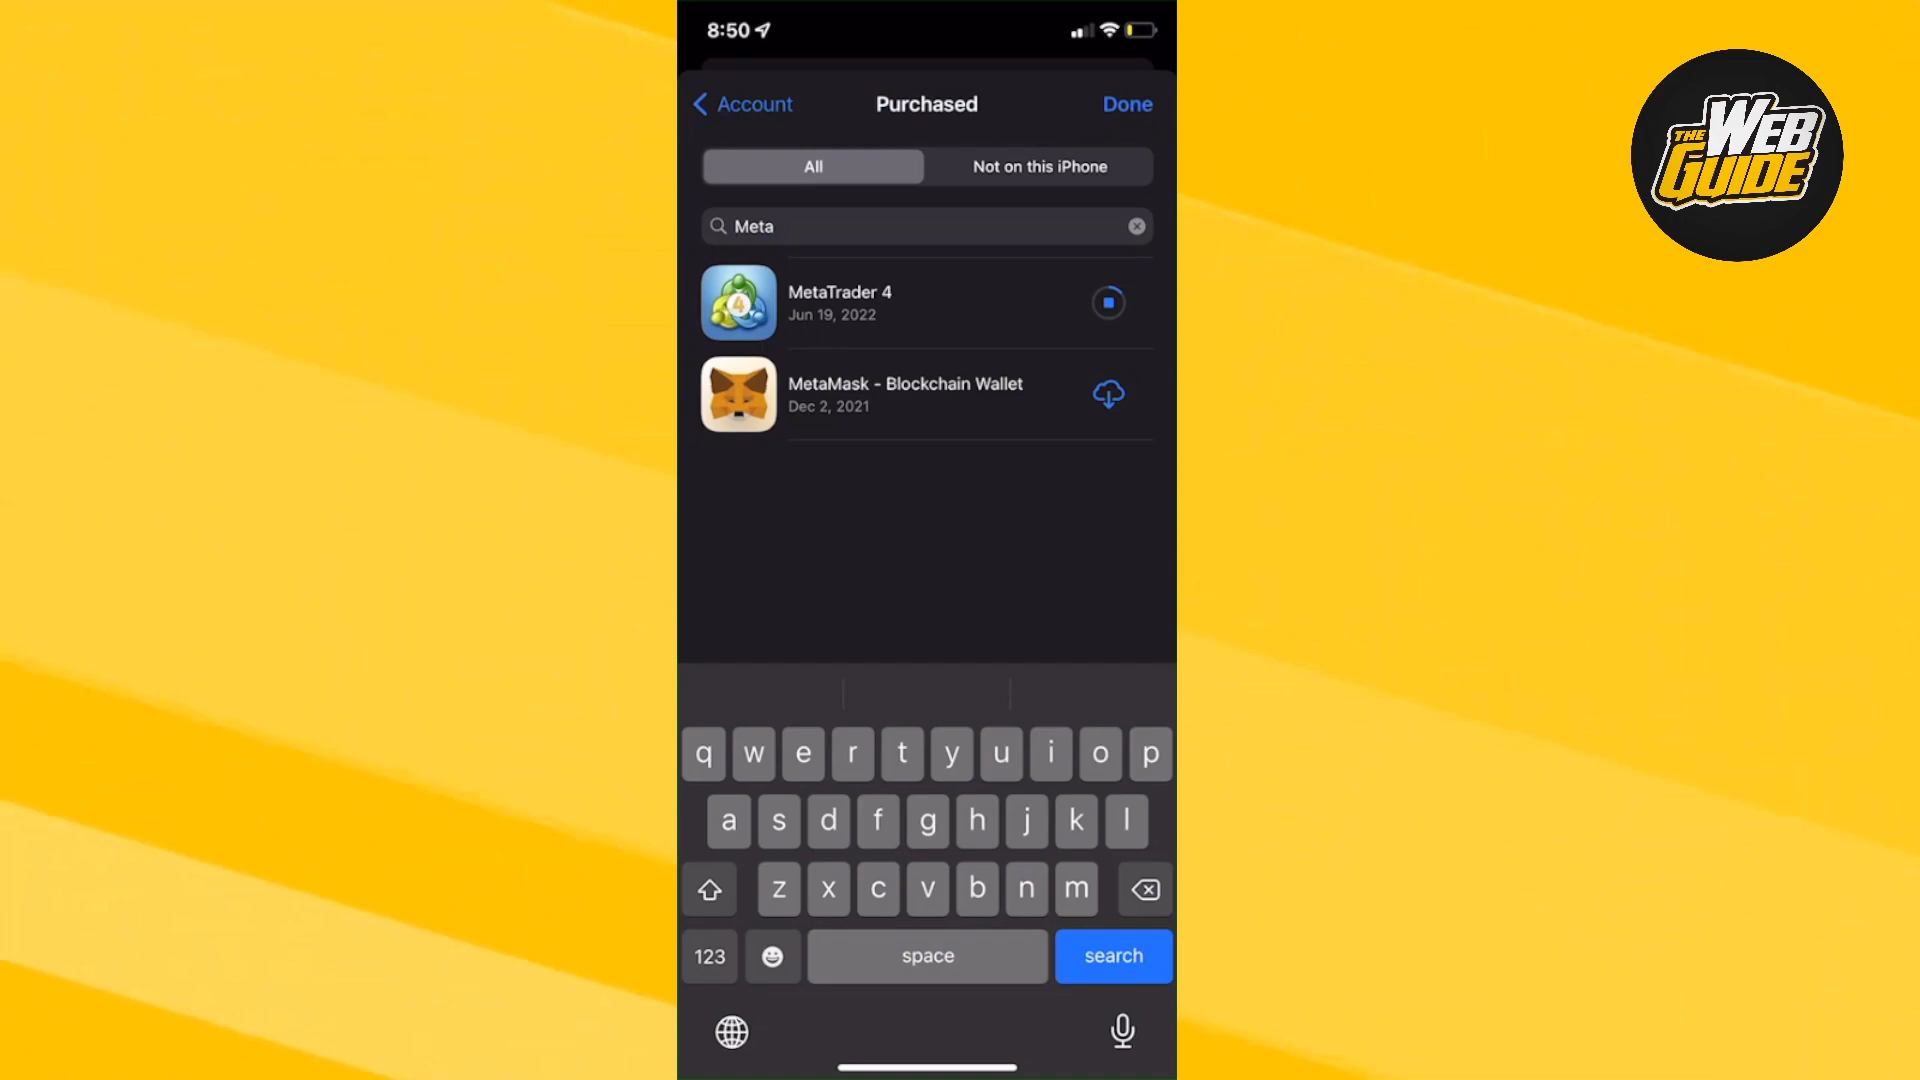 8:50
Account
Purchased
Done
All
Not on this iPhone
Meta
MetaTrader 4
Jun 19, 2022
4
MetaMask - Blockchain Wallet
Dec 2, 2021
q w e r t y u i o p
a s d f g h j k l
z x c v b n m
123
space
search
THE WEB
GUIDE